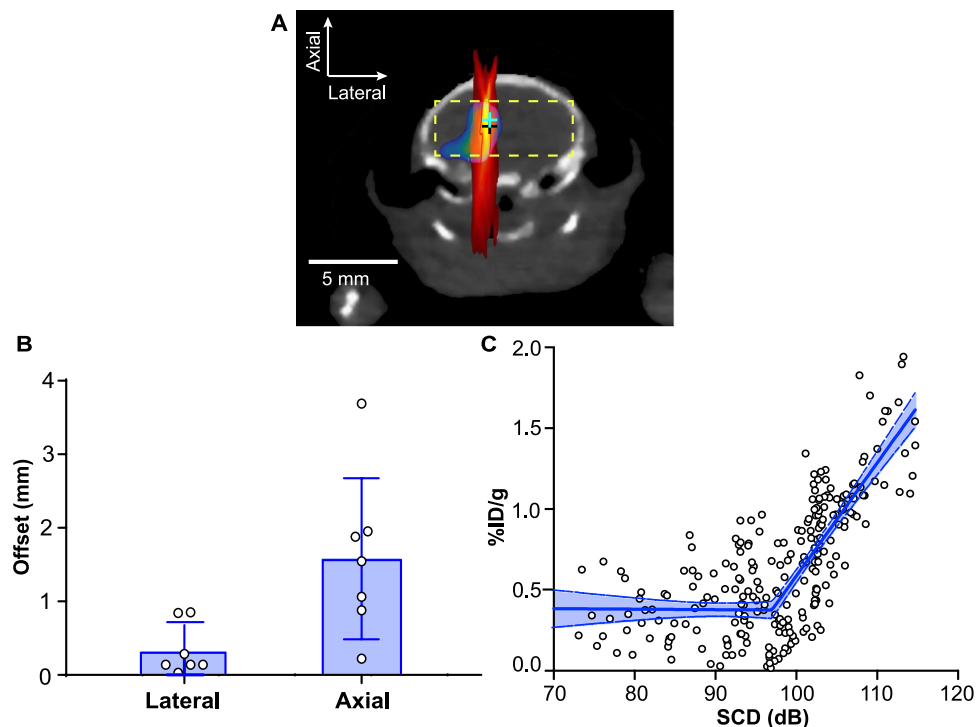 A
Axial
Lateral
5 mm
B
Offset (mm)
4
3
2
1
0
Lateral
Axial
C
%ID/g
2.0
1.5
1.0
0.5
0.0
70
80
90
100
110
120
SCD (dB)